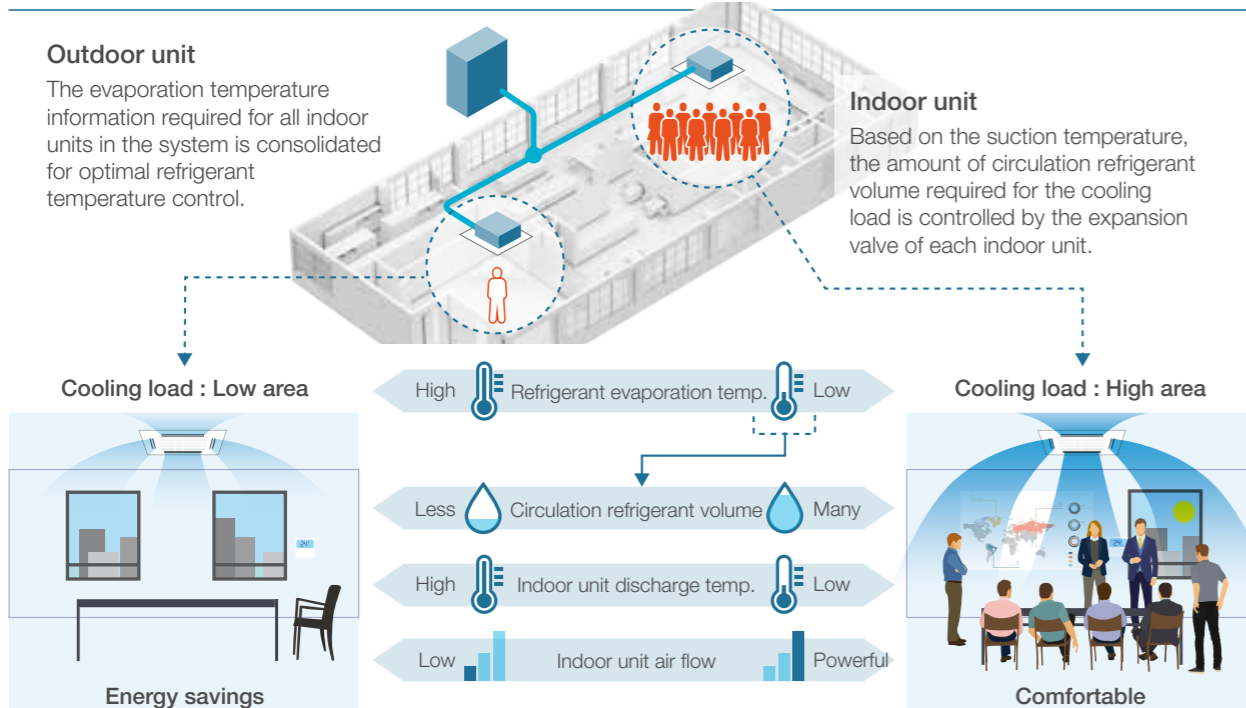 Outdoor unit
The evaporation temperature
information required for all indoor
units in the system is consolidated
for optimal refrigerant
temperature control.
Indoor unit
Based on the suction temperature,
the amount of circulation refrigerant
volume required for the cooling
load is controlled by the expansion
valve of each indoor unit.
Cooling load : Low area
High
Refrigerant evaporation temp.
Low
Cooling load : High area
Less
Circulation refrigerant volume
Many
High
Indoor unit discharge temp.
Low
Low
Indoor unit air flow
Powerful
24°
24°
Energy savings
Comfortable